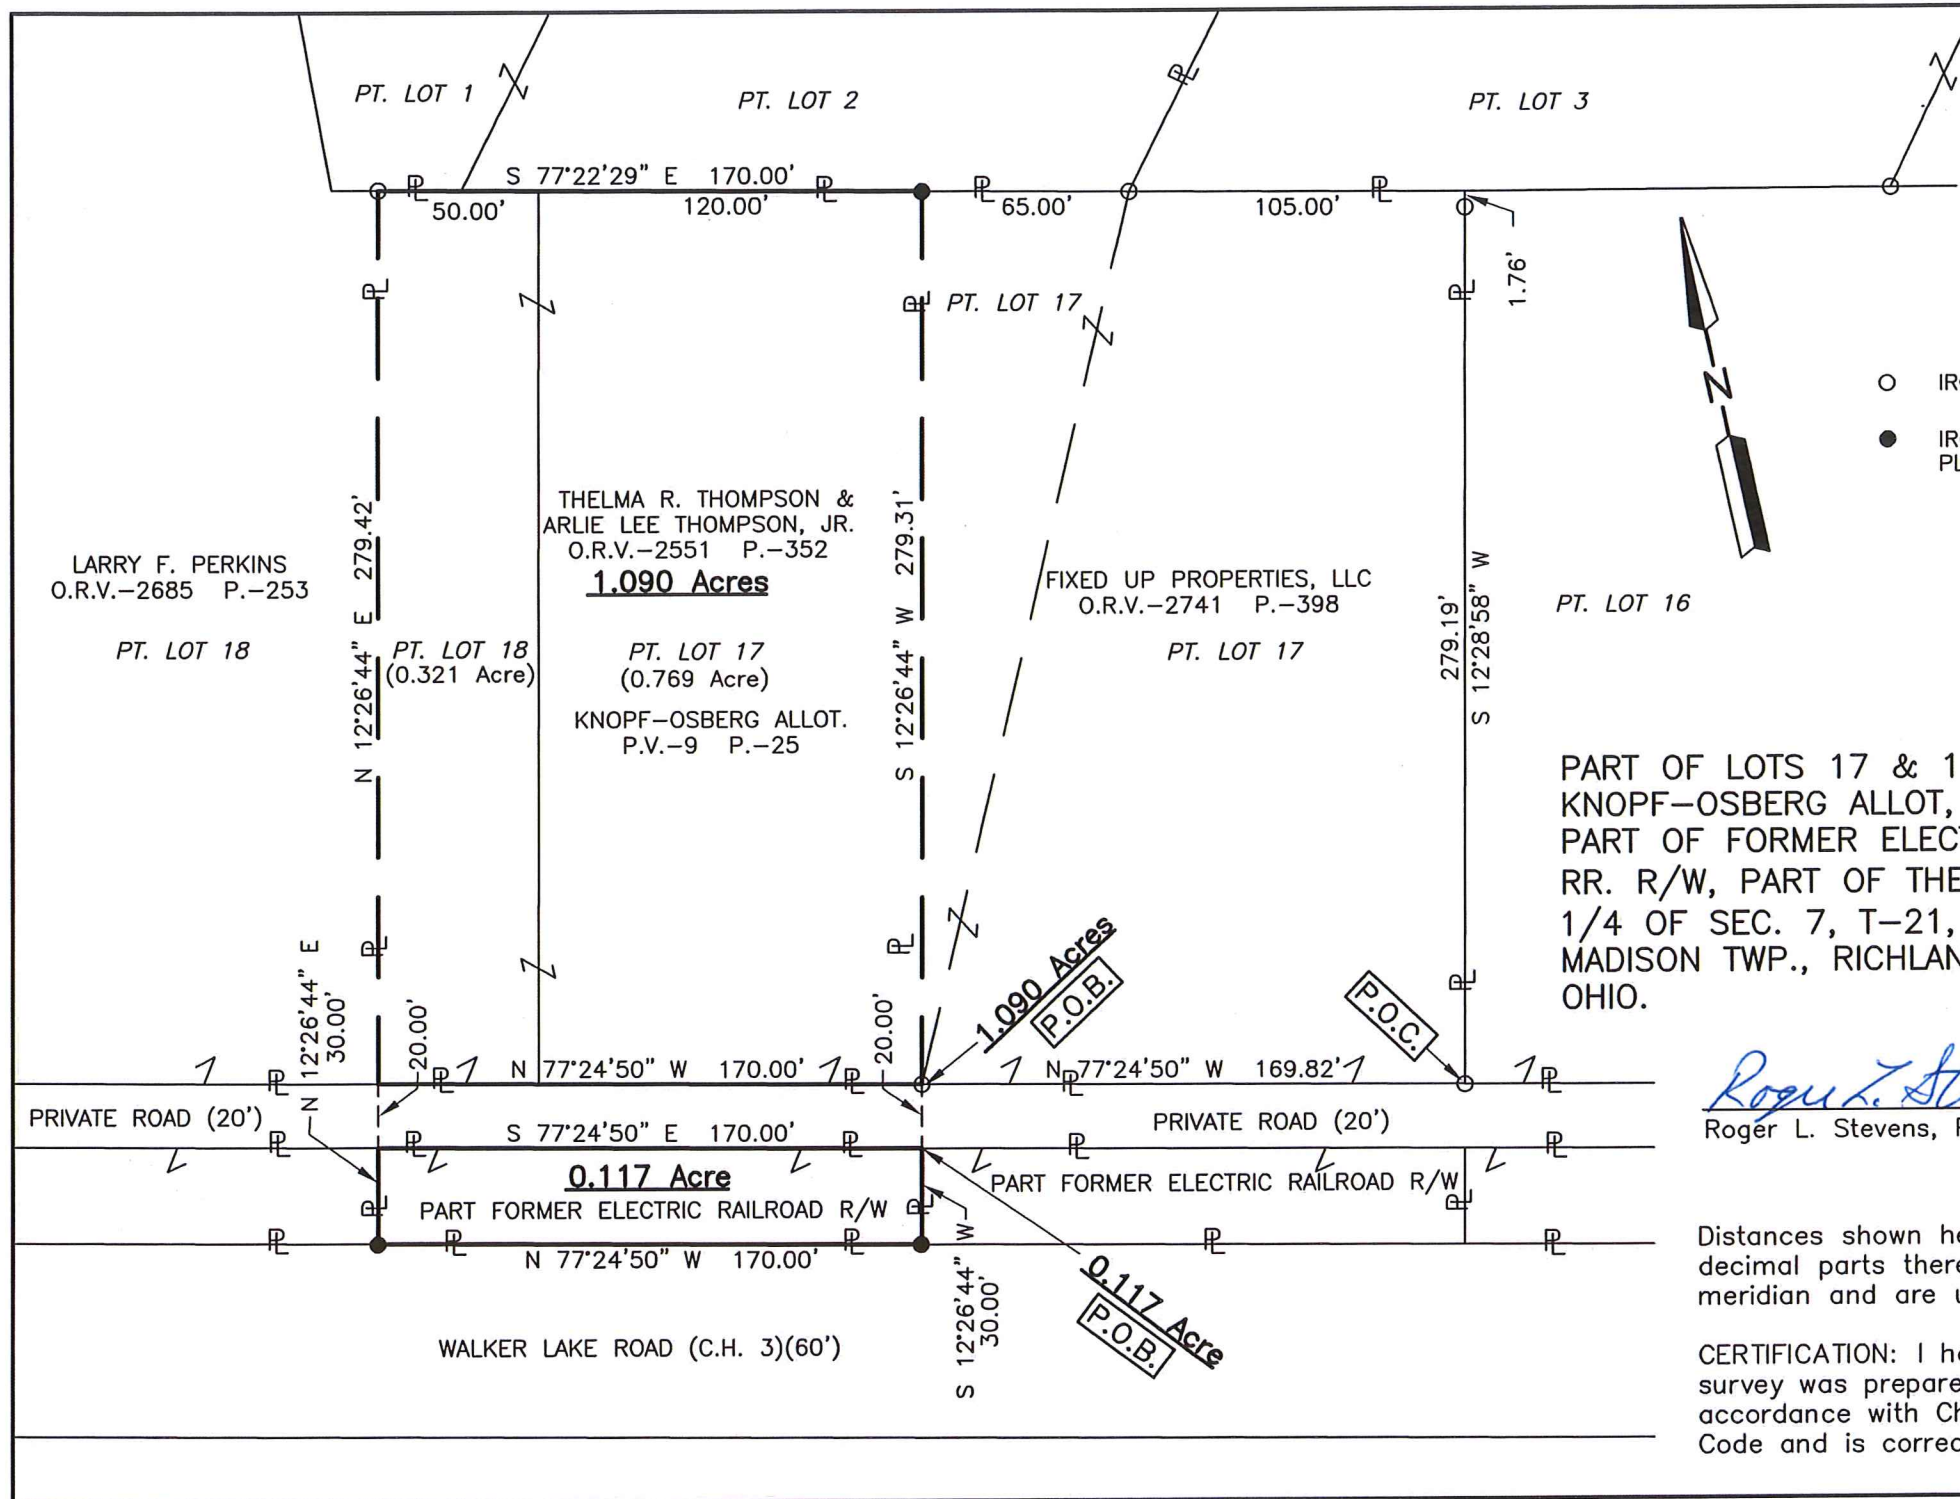 PT. LOT 1
PT. LOT 2
PT. LOT 3
S 77°22'29" E 170.00'
50.00'
120.00'
65.00'
105.00'
1.76'
PT. LOT 17
N
IR
IR
PL
THELMA R. THOMPSON &
ARLIE LEE THOMPSON, JR.
O.R.V.-2551 P.-352
1.090 Acres
LARRY F. PERKINS
O.R.V.-2685 P.-253
PT. LOT 18
N 12°26'44" E 279.42'
PT. LOT 18
(0.321 Acre)
PT. LOT 17
(0.769 Acre)
KNOPF-OSBERG ALLOT.
P.V.-9 P.-25
S 12°26'44" W 279.31'
FIXED UP PROPERTIES, LLC
O.R.V.-2741 P.-398
PT. LOT 17
279.19'
S 12°28'58" W
PT. LOT 16
PART OF LOTS 17 & 1
KNOPF-OSBERG ALLOT,
PART OF FORMER ELEC
RR. R/W, PART OF THE
1/4 OF SEC. 7, T-21,
MADISON TWP., RICHLAN
OHIO.
N 12°26'44" E
30.00'
20.00'
20.00'
1.090 Acres
P.O.B.
P.O.C.
N 77°24'50" W 170.00'
N 77°24'50" W 169.82'
PRIVATE ROAD (20')
S 77°24'50" E 170.00'
PRIVATE ROAD (20')
Roger L. St
Roger L. Stevens, P
0.117 Acre
PART FORMER ELECTRIC RAILROAD R/W
PART FORMER ELECTRIC RAILROAD R/W
N 77°24'50" W 170.00'
S 12°26'44" W
30.00'
0.117 Acre
P.O.B.
WALKER LAKE ROAD (C.H. 3)(60')
Distances shown he
decimal parts there
meridian and are u
CERTIFICATION: I he
survey was prepare
accordance with Ch
Code and is correc